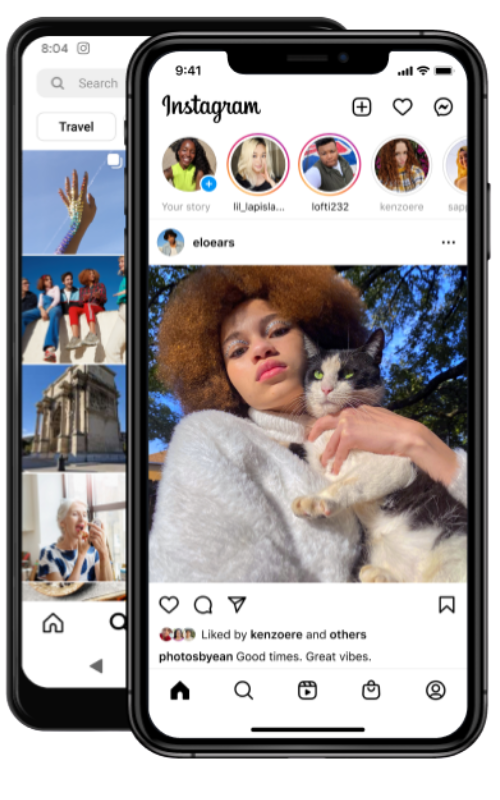 8:04
Search
Travel
9:41
Instagram
Your story
lil_lapisla...
lofti232
kenzoere
eloears
Liked by kenzoere and others
photosbyean Good times. Great vibes.